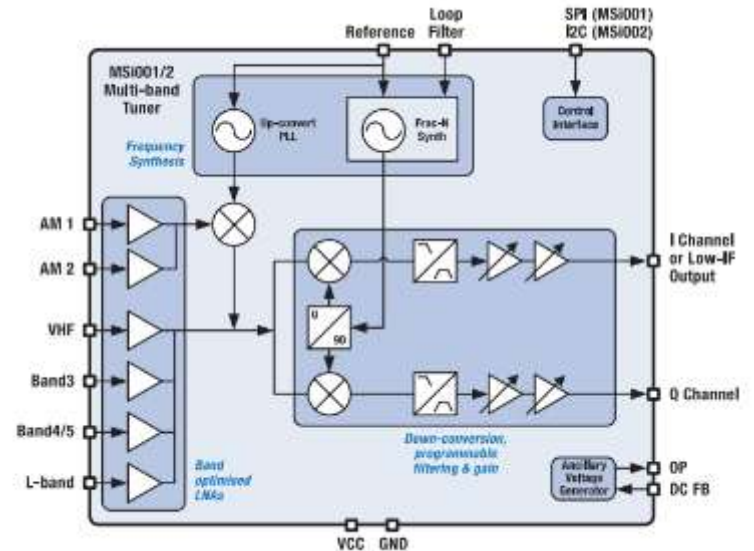 Reference
Loop
Filter
SPI (MSi001)
I2C (MSi002)
MSi001/2
Multi-band
Tuner
Up-convert
PLL
Frac-N
Synth
Control
Interface
Frequency
Synthesis
AM 1
AM 2
VHF
Band3
Band4/5
L-band
0
90
I Channel
or Low-IF
Output
Q Channel
Band
optimised
LNAs
Down-conversion,
programmable
filtering & gain
Ancillary
Voltage
Generator
OP
DC FB
VCC
GND